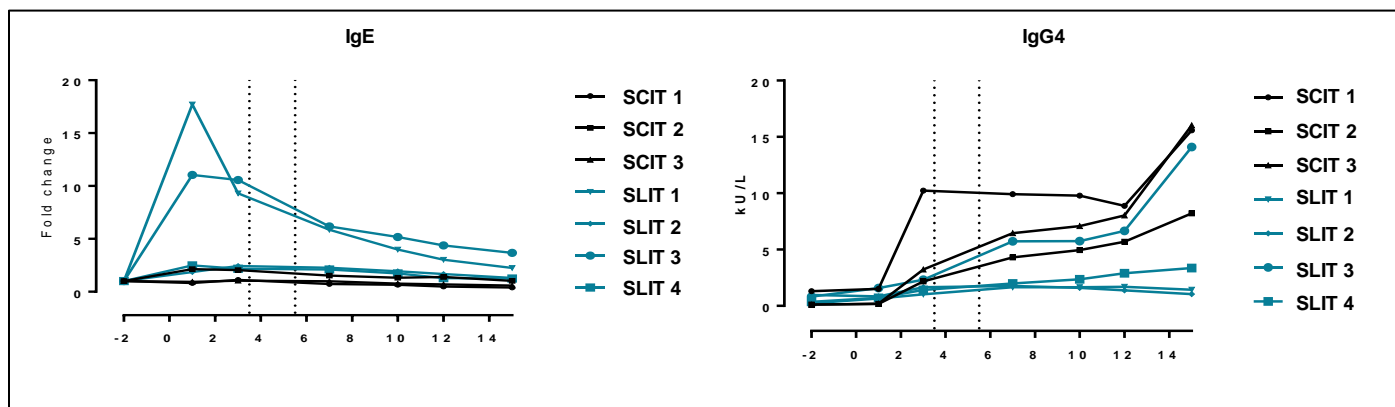 IgE
20
15
10
5
0
Fold change
-2 0 2 4 6 8 10 12 14
SCIT 1
SCIT 2
SCIT 3
SLIT 1
SLIT 2
SLIT 3
SLIT 4
IgG4
20
15
10
5
0
kU/L
-2 0 2 4 6 8 10 12 14
SCIT 1
SCIT 2
SCIT 3
SLIT 1
SLIT 2
SLIT 3
SLIT 4